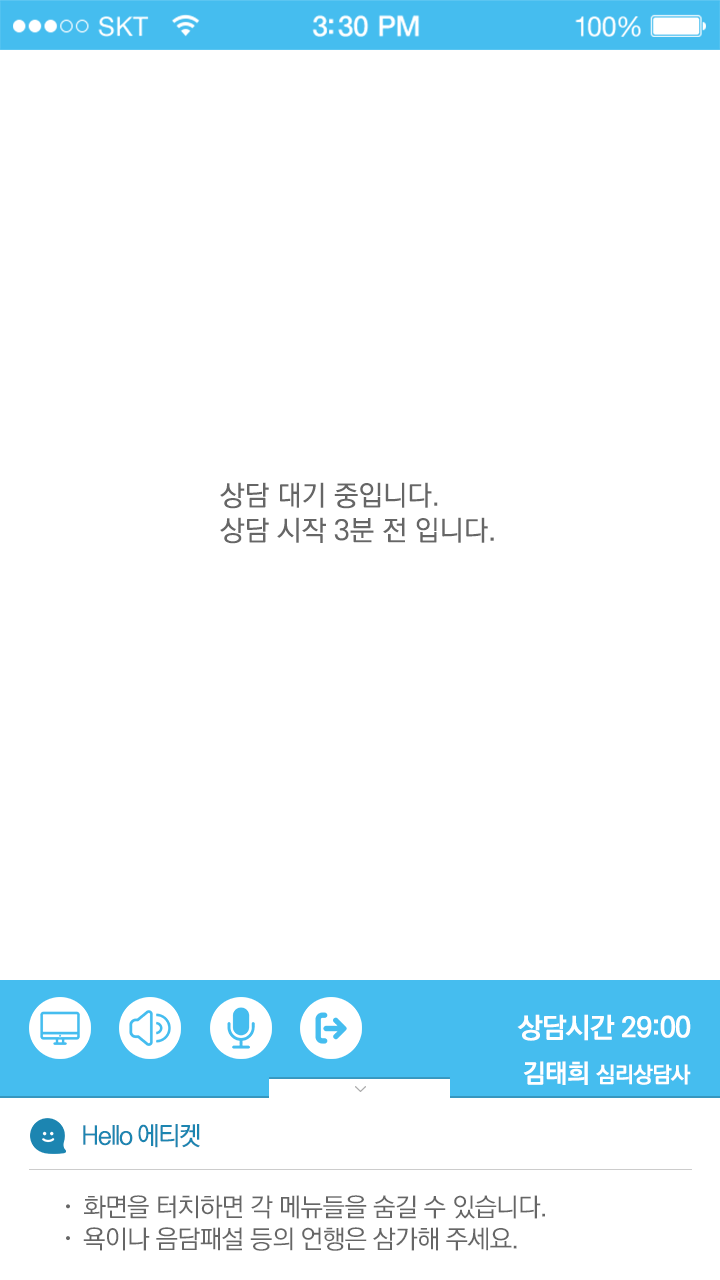 SKT 3:30 PM 100%
상담 대기 중입니다.
상담 시작 3분 전 입니다.
상담시간 29:00
김태희 심리상담사
Hello 에티켓
· 화면을 터치하면 각 메뉴들을 숨길 수 있습니다.
· 욕이나 음담패설 등의 언행은 삼가해 주세요.